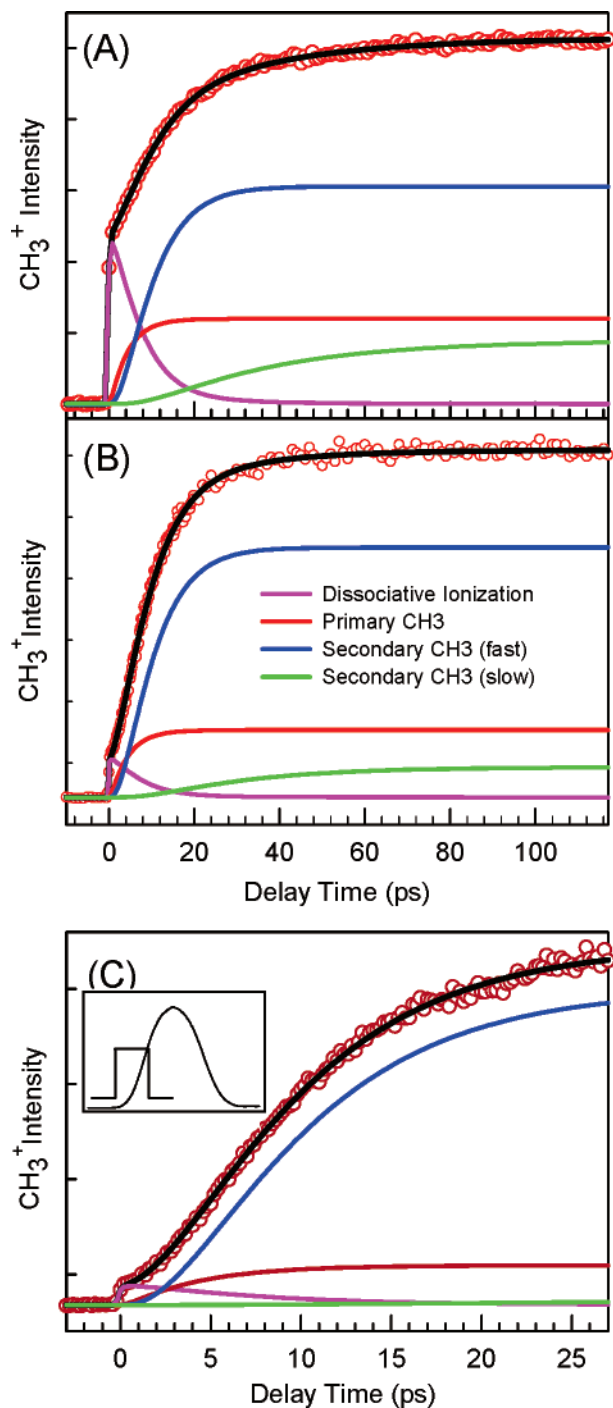 (A)
CH3+ Intensity
(B)
Dissociative Ionization
Primary CH3
Secondary CH3 (fast)
Secondary CH3 (slow)
CH3+ Intensity
0 20 40 60 80 100
Delay Time (ps)
(C)
CH3+ Intensity
0 5 10 15 20 25
Delay Time (ps)